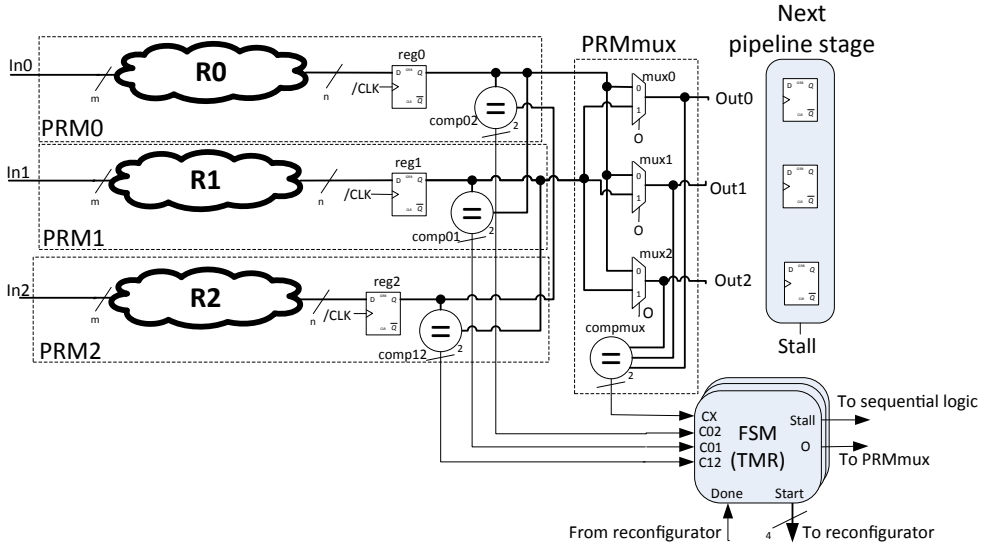 Next
pipeline stage
PRMmux
In0
m
R0
n
reg0
D
Q
/CLK
Q
comp02
2
PRM0
mux0
0
1
O
Out0
D
Q
In1
m
R1
n
reg1
D
Q
/CLK
Q
comp01
2
PRM1
mux1
0
1
O
Out1
D
Q
In2
m
R2
n
reg2
D
Q
/CLK
Q
comp12
2
PRM2
mux2
0
1
O
Out2
D
Q
compmux
2
Stall
CX
C02
C01
C12
FSM
(TMR)
Stall
O
Done
Start
To sequential logic
To PRMmux
From reconfigurator
4
To reconfigurator